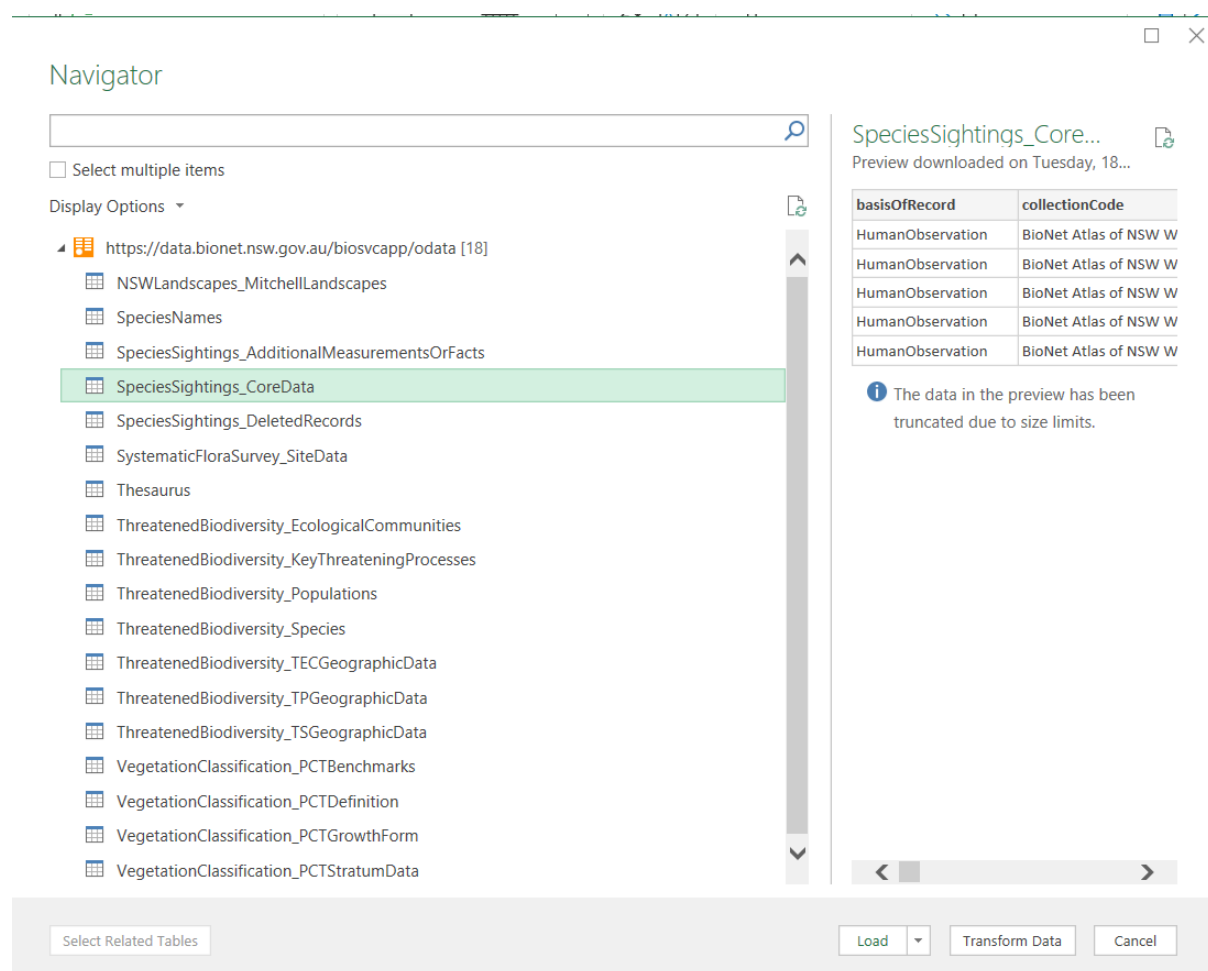 Navigator
Select multiple items
Display Options
https://data.bionet.nsw.gov.au/biosvcapp/odata [18]
NSWLandscapes_MitchellLandscapes
SpeciesNames
SpeciesSightings_AdditionalMeasurementsOrFacts
SpeciesSightings_CoreData
SpeciesSightings_DeletedRecords
SystematicFloraSurvey_SiteData
Thesaurus
ThreatenedBiodiversity_EcologicalCommunities
ThreatenedBiodiversity_KeyThreateningProcesses
ThreatenedBiodiversity_Populations
ThreatenedBiodiversity_Species
ThreatenedBiodiversity_TECGeographicData
ThreatenedBiodiversity_TPGeographicData
ThreatenedBiodiversity_TSGeographicData
VegetationClassification_PCTBenchmarks
VegetationClassification_PCTDefinition
VegetationClassification_PCTGrowthForm
VegetationClassification_PCTStratumData
SpeciesSightings_Core...
Preview downloaded on Tuesday, 18...
basisOfRecord collectionCode
HumanObservation BioNet Atlas of NSW W
HumanObservation BioNet Atlas of NSW W
HumanObservation BioNet Atlas of NSW W
HumanObservation BioNet Atlas of NSW W
HumanObservation BioNet Atlas of NSW W
The data in the preview has been
truncated due to size limits.
Select Related Tables
Load
Transform Data
Cancel